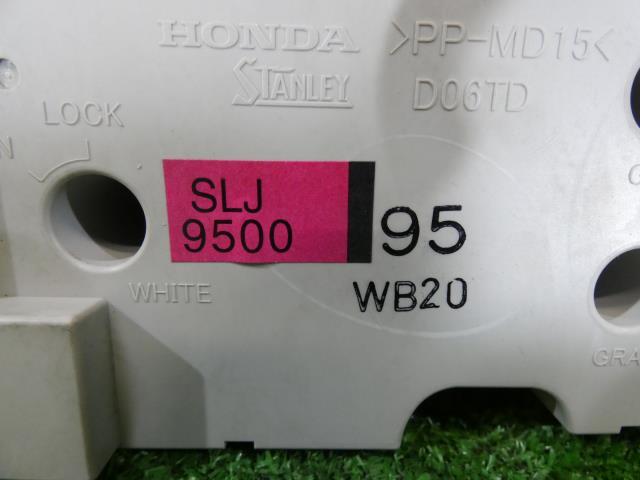 HONDA
>PP-MD15<
STANLEY
D06TD
LOCK
SLJ
9500
95
WB20
WHITE